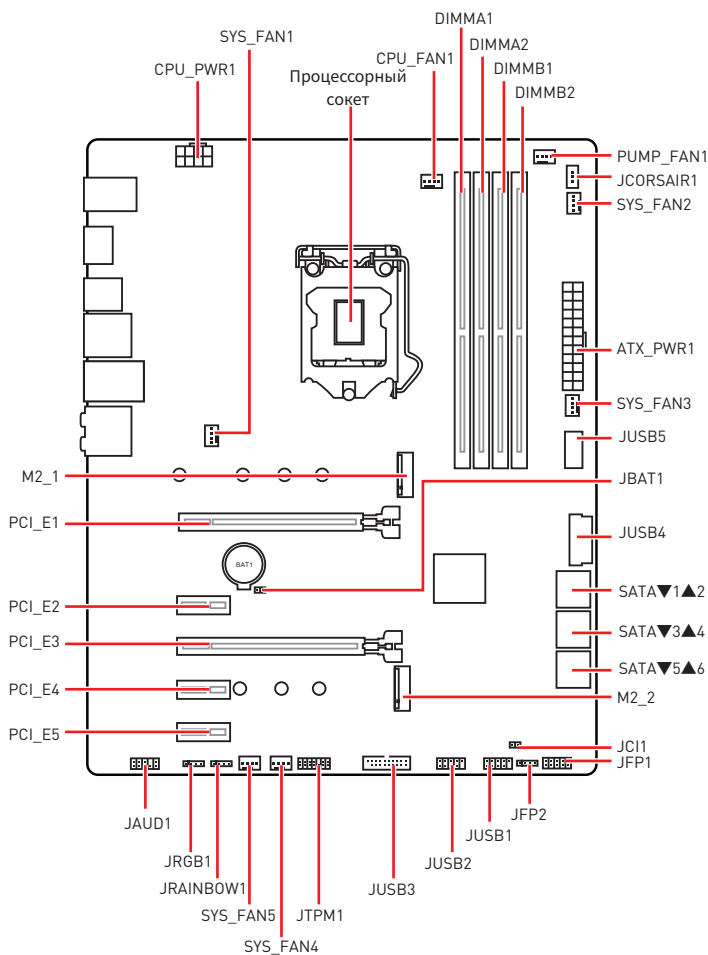 DIMMA1
SYS_FAN1
DIMMA2
CPU_FAN1
CPU_PWR1
DIMMB1
Процессорный
сокет
DIMMB2
PUMP_FAN1
JCORSAIR1
SYS_FAN2
ATX_PWR1
SYS_FAN3
JUSB5
M2_1
JBAT1
PCI_E1
JUSB4
BAT1
SATA▼1▲2
PCI_E2
SATA▼3▲4
PCI_E3
SATA▼5▲6
PCI_E4
M2_2
PCI_E5
JCI1
JFP1
JFP2
JAUD1
JUSB1
JRGB1
JUSB2
JRAINBOW1
JUSB3
SYS_FAN5
JTPM1
SYS_FAN4